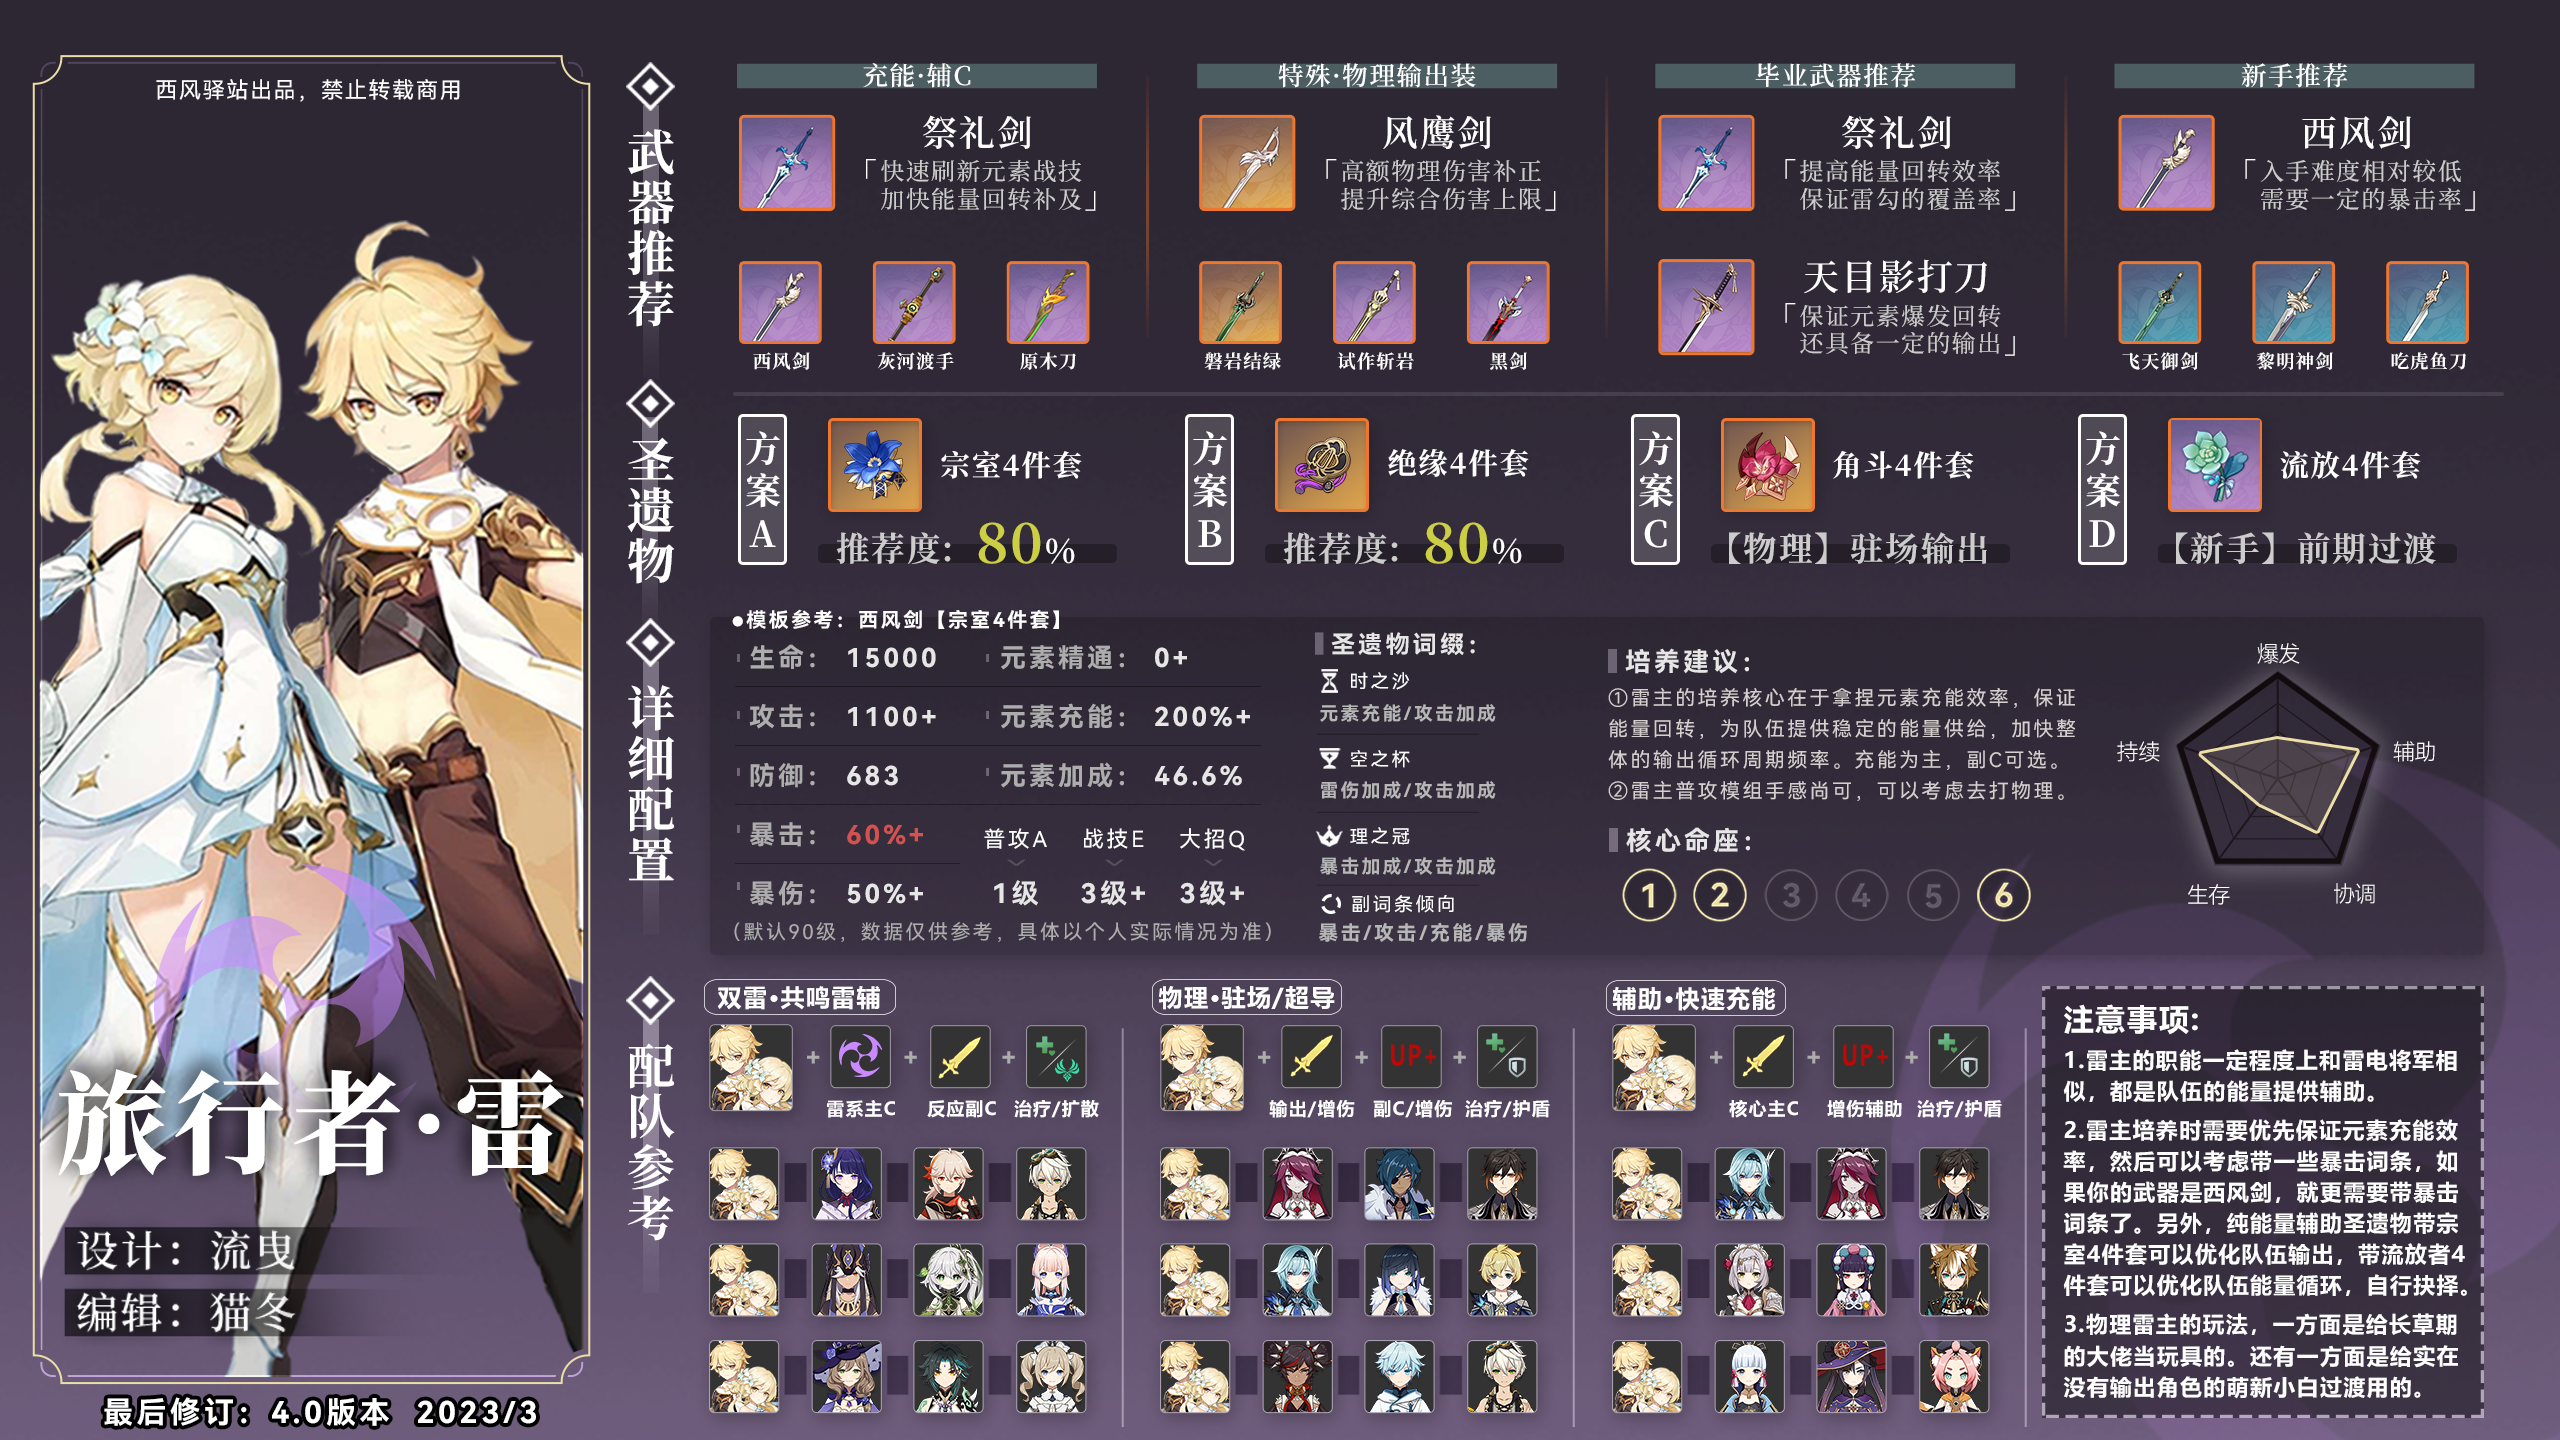 西风驿站出品，禁止转载商用
旅行者·雷
设计：流曳
编辑：猫冬
最后修订：4.0版本 2023/3
武器推荐
充能·辅C
祭礼剑
「快速刷新元素战技
加快能量回转补及」
西风剑
灰河渡手
原木刀
特殊·物理输出装
风鹰剑
「高额物理伤害补正
提升综合伤害上限」
磐岩结绿
试作斩岩
黑剑
毕业武器推荐
祭礼剑
「提高能量回转效率
保证雷勾的覆盖率」
天目影打刀
「保证元素爆发回转
还具备一定的输出」
新手推荐
西风剑
「入手难度相对较低
需要一定的暴击率」
飞天御剑
黎明神剑
吃虎鱼刀
圣遗物
方案A
宗室4件套
推荐度：80%
方案B
绝缘4件套
推荐度：80%
方案C
角斗4件套
【物理】驻场输出
方案D
流放4件套
【新手】前期过渡
详细配置
●模板参考：西风剑【宗室4件套】
生命： 15000 元素精通： 0+
攻击： 1100+ 元素充能： 200%+
防御： 683 元素加成： 46.6%
暴击： 60%+ 普攻A 战技E 大招Q
暴伤： 50%+ 1级 3级+ 3级+
（默认90级，数据仅供参考，具体以个人实际情况为准）
圣遗物词缀：
时之沙
元素充能/攻击加成
空之杯
雷伤加成/攻击加成
理之冠
暴击加成/攻击加成
副词条倾向
暴击/攻击/充能/暴伤
培养建议：
①雷主的培养核心在于拿捏元素充能效率，保证
能量回转，为队伍提供稳定的能量供给，加快整
体的输出循环周期频率。充能为主，副C可选。
②雷主普攻模组手感尚可，可以考虑去打物理。
核心命座：
1 2 3 4 5 6
爆发
辅助
协调
生存
持续
配队参考
双雷·共鸣雷辅
+ + +
雷系主C 反应副C 治疗/扩散
物理·驻场/超导
+ + UP+ +
输出/增伤 副C/增伤 治疗/护盾
辅助·快速充能
+ + UP+ +
核心主C 增伤辅助 治疗/护盾
注意事项:
1.雷主的职能一定程度上和雷电将军相
似，都是队伍的能量提供辅助。
2.雷主培养时需要优先保证元素充能效
率，然后可以考虑带一些暴击词条，如
果你的武器是西风剑，就更需要带暴击
词条了。另外，纯能量辅助圣遗物带宗
室4件套可以优化队伍输出，带流放者4
件套可以优化队伍能量循环，自行抉择。
3.物理雷主的玩法，一方面是给长草期
的大佬当玩具的。还有一方面是给实在
没有输出角色的萌新小白过渡用的。